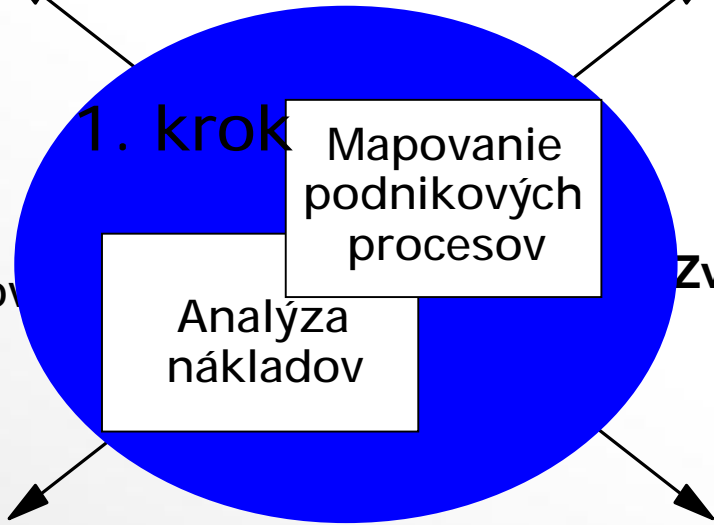 1. krok
Mapovanie
podnikových
procesov
Analýza
nákladov